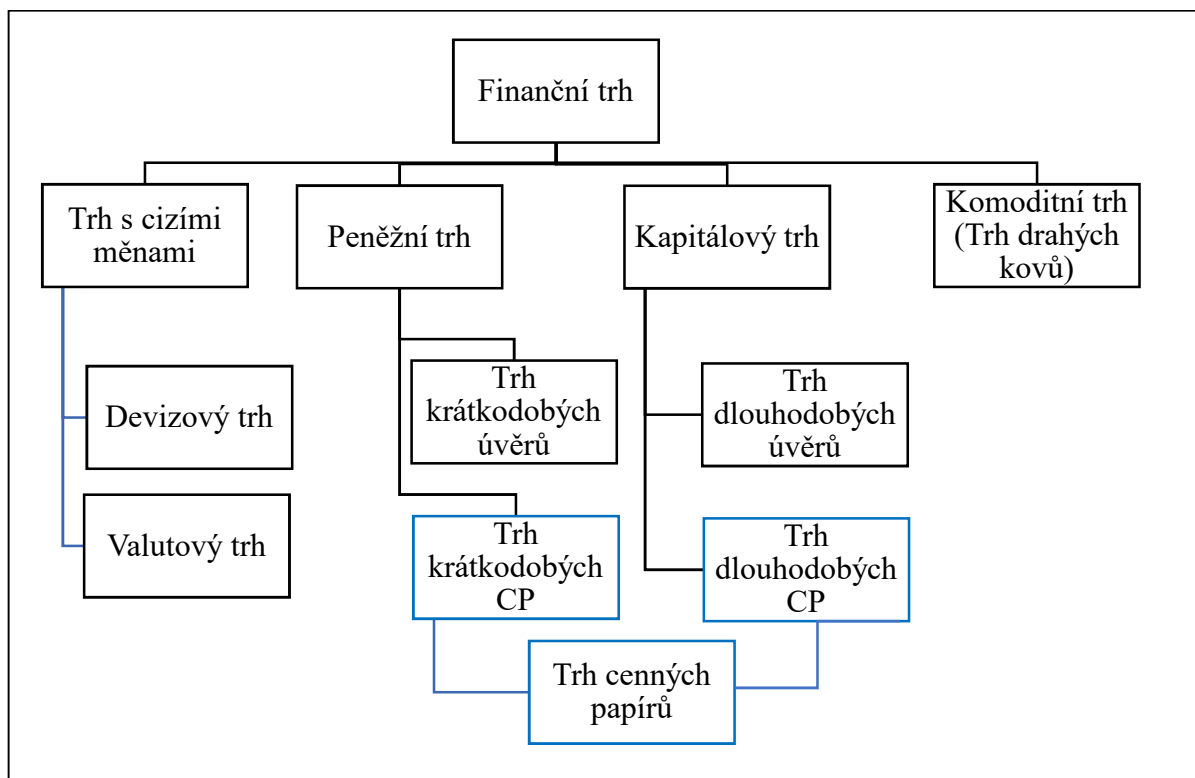 Finanční trh
Trh s cizími
měnami
Peněžní trh
Kapitálový trh
Komoditní trh
(Trh drahých
kovů)
Devizový trh
Trh
krátkodobých
úvěrů
Trh
dlouhodobých
úvěrů
Valutový trh
Trh
krátkodobých
CP
Trh
dlouhodobých
CP
Trh cenných
papírů